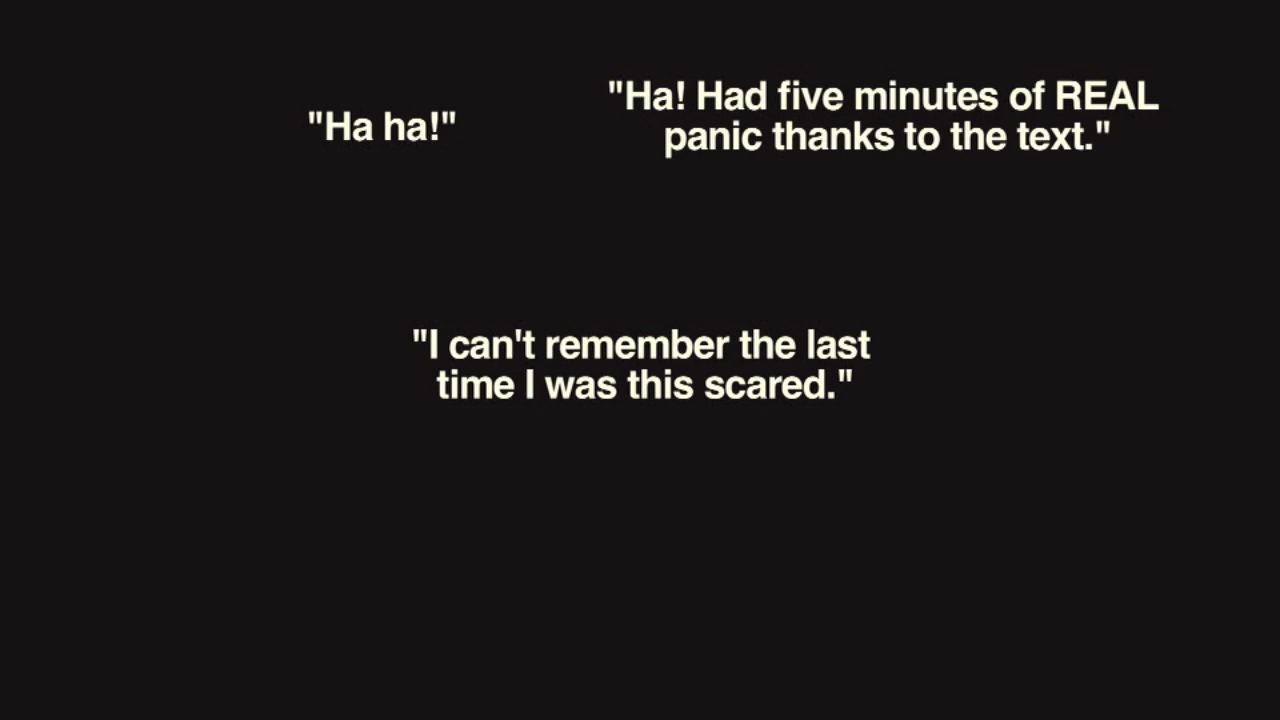 "Ha ha!"
"Ha! Had five minutes of REAL
panic thanks to the text."
"I can't remember the last
time I was this scared."